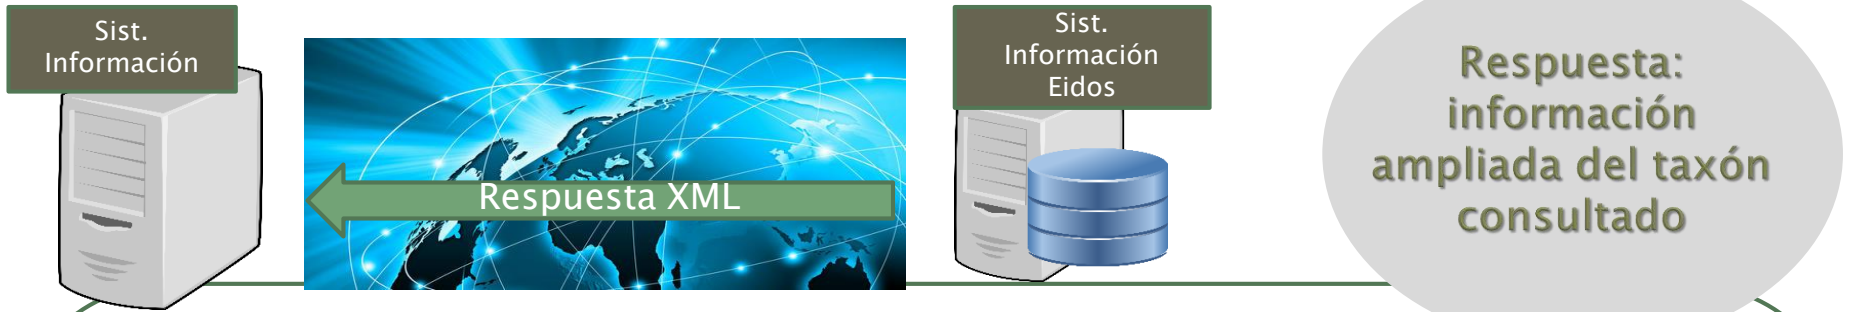 Sist.
Información
Respuesta XML
Sist.
Información
Eidos
Respuesta:
información
ampliada del taxón
consultado